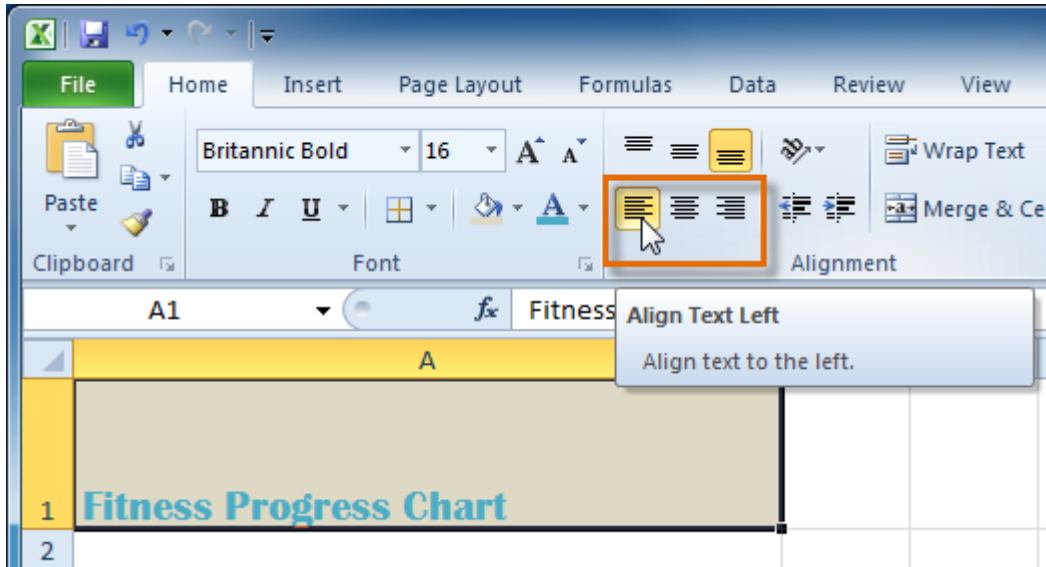 File Home Insert Page Layout Formulas Data Review View
Britannic Bold 16 A A Wrap Text
Paste B I U A Merge & Ce
Clipboard Font Alignment
A1 fx Fitness
Align Text Left
A
Align text to the left.
1 Fitness Progress Chart
2